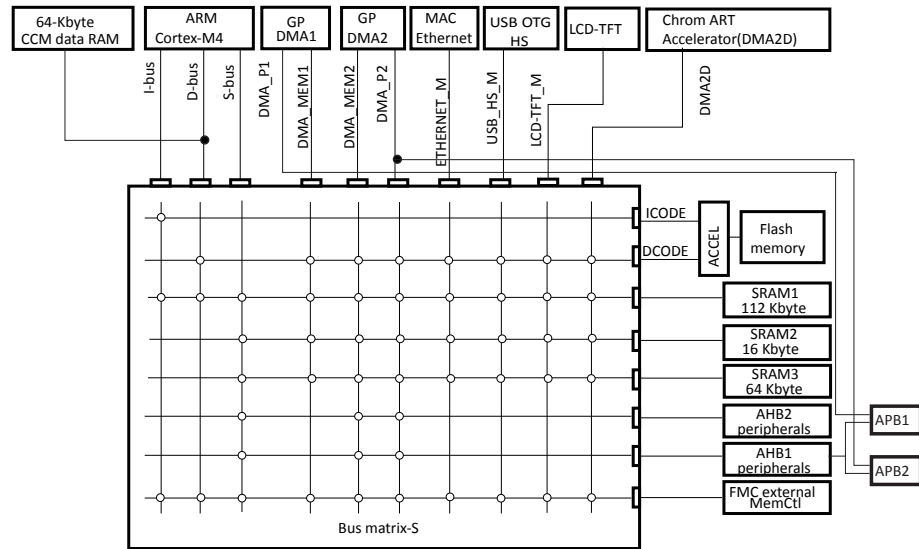 64-Kbyte
CCM data RAM
ARM
Cortex-M4
GP
DMA1
GP
DMA2
MAC
Ethernet
USB OTG
HS
LCD-TFT
Chrom ART
Accelerator(DMA2D)
I-bus
D-bus
S-bus
DMA_P1
DMA_MEM1
DMA_MEM2
DMA_P2
ETHERNET_M
USB_HS_M
LCD-TFT_M
DMA2D
ICODE
DCODE
ACCEL
Flash
memory
SRAM1
112 Kbyte
SRAM2
16 Kbyte
SRAM3
64 Kbyte
AHB2
peripherals
AHB1
peripherals
FMC external
MemCtl
APB1
APB2
Bus matrix-S